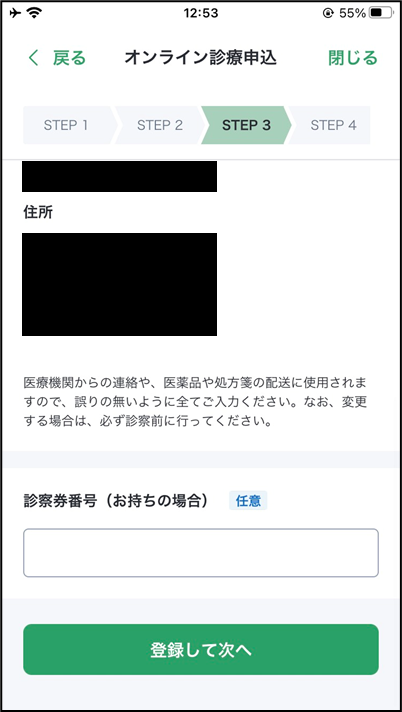 12:53
55%
戻る
オンライン診療申込
閉じる
STEP 1
STEP 2
STEP 3
STEP 4
住所
医療機関からの連絡や、医薬品や処方箋の配送に使用されま
すので、誤りの無いように全てご入力ください。なお、変更
する場合は、必ず診察前に行ってください。
診察券番号（お持ちの場合） 任意
登録して次へ